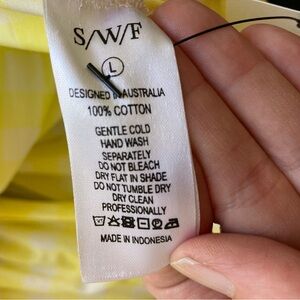 S/W/F
L
DESIGNED IN AUSTRALIA
100% COTTON
GENTLE COLD
HAND WASH
SEPARATELY
DO NOT BLEACH
DRY FLAT IN SHADE
DO NOT TUMBLE DRY
DRY CLEAN
PROFESSIONALLY
MADE IN INDONESIA